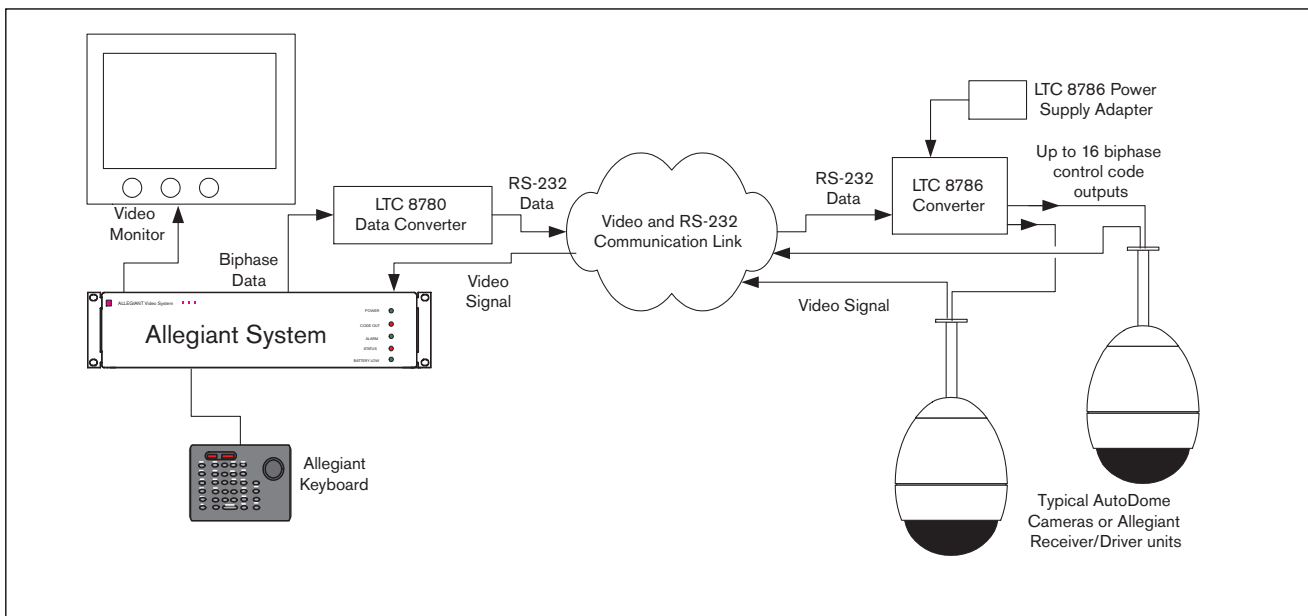 LTC 8786 Power
Supply Adapter
Up to 16 biphase
control code
outputs
LTC 8780
Data Converter
RS-232
Data
Video and RS-232
Communication Link
RS-232
Data
LTC 8786
Converter
Video
Monitor
Biphase
Data
Video
Signal
Video Signal
ALLEGIANT Video System
Allegiant System
POWER
CODE OUT
ALARM
STATUS
BATTERY LOW
Allegiant
Keyboard
Typical AutoDome
Cameras or Allegiant
Receiver/Driver units